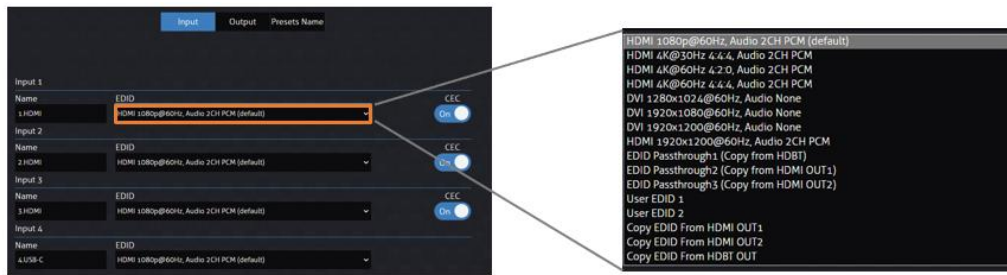 Input Output Presets Name
Input 1
Name EDID CEC
1.HDMI HDMI 1080p@60Hz, Audio 2CH PCM (default) On
Input 2
Name EDID CEC
2.HDMI HDMI 1080p@60Hz, Audio 2CH PCM (default) On
Input 3
Name EDID CEC
3.HDMI HDMI 1080p@60Hz, Audio 2CH PCM (default) On
Input 4
Name EDID
4.USB-C HDMI 1080p@60Hz, Audio 2CH PCM (default)
HDMI 1080p@60Hz, Audio 2CH PCM (default)
HDMI 4K@30Hz 4:4:4, Audio 2CH PCM
HDMI 4K@60Hz 4:2:0, Audio 2CH PCM
HDMI 4K@60Hz 4:4:4, Audio 2CH PCM
DVI 1280x1024@60Hz, Audio None
DVI 1920x1080@60Hz, Audio None
DVI 1920x1200@60Hz, Audio None
HDMI 1920x1200@60Hz, Audio 2CH PCM
EDID Passthrough1 (Copy from HDBT)
EDID Passthrough2 (Copy from HDMI OUT1)
EDID Passthrough3 (Copy from HDMI OUT2)
User EDID 1
User EDID 2
Copy EDID From HDMI OUT1
Copy EDID From HDMI OUT2
Copy EDID From HDBT OUT